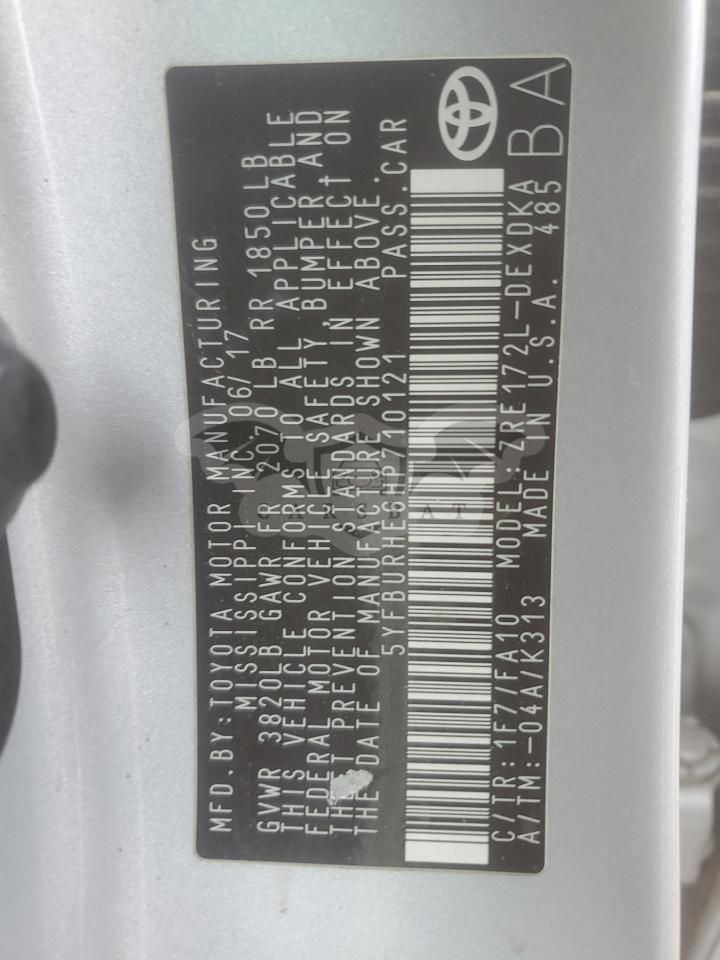 MFD.BY:TOYOTA MOTOR MANUFACTURING
MISSISSIPPI INC 06/17
GVWR 3820LB GAWR FR 2070 LB RR 1850 LB
THIS VEHICLE CONFORMS TO ALL APPLICABLE
FEDERAL MOTOR VEHICLE SAFETY, BUMPER AND
THEFT PREVENTION STANDARDS IN EFFECT ON
THE DATE OF MANUFACTURE SHOWN ABOVE.
5YFBURHE6HP710121 PASS.CAR
C/TR:1F7/FA10 MODEL:ZRE172L-DEXDKA
A/TM:-04A/K313 MADE IN U.S.A. 485
BA
CARSBAT